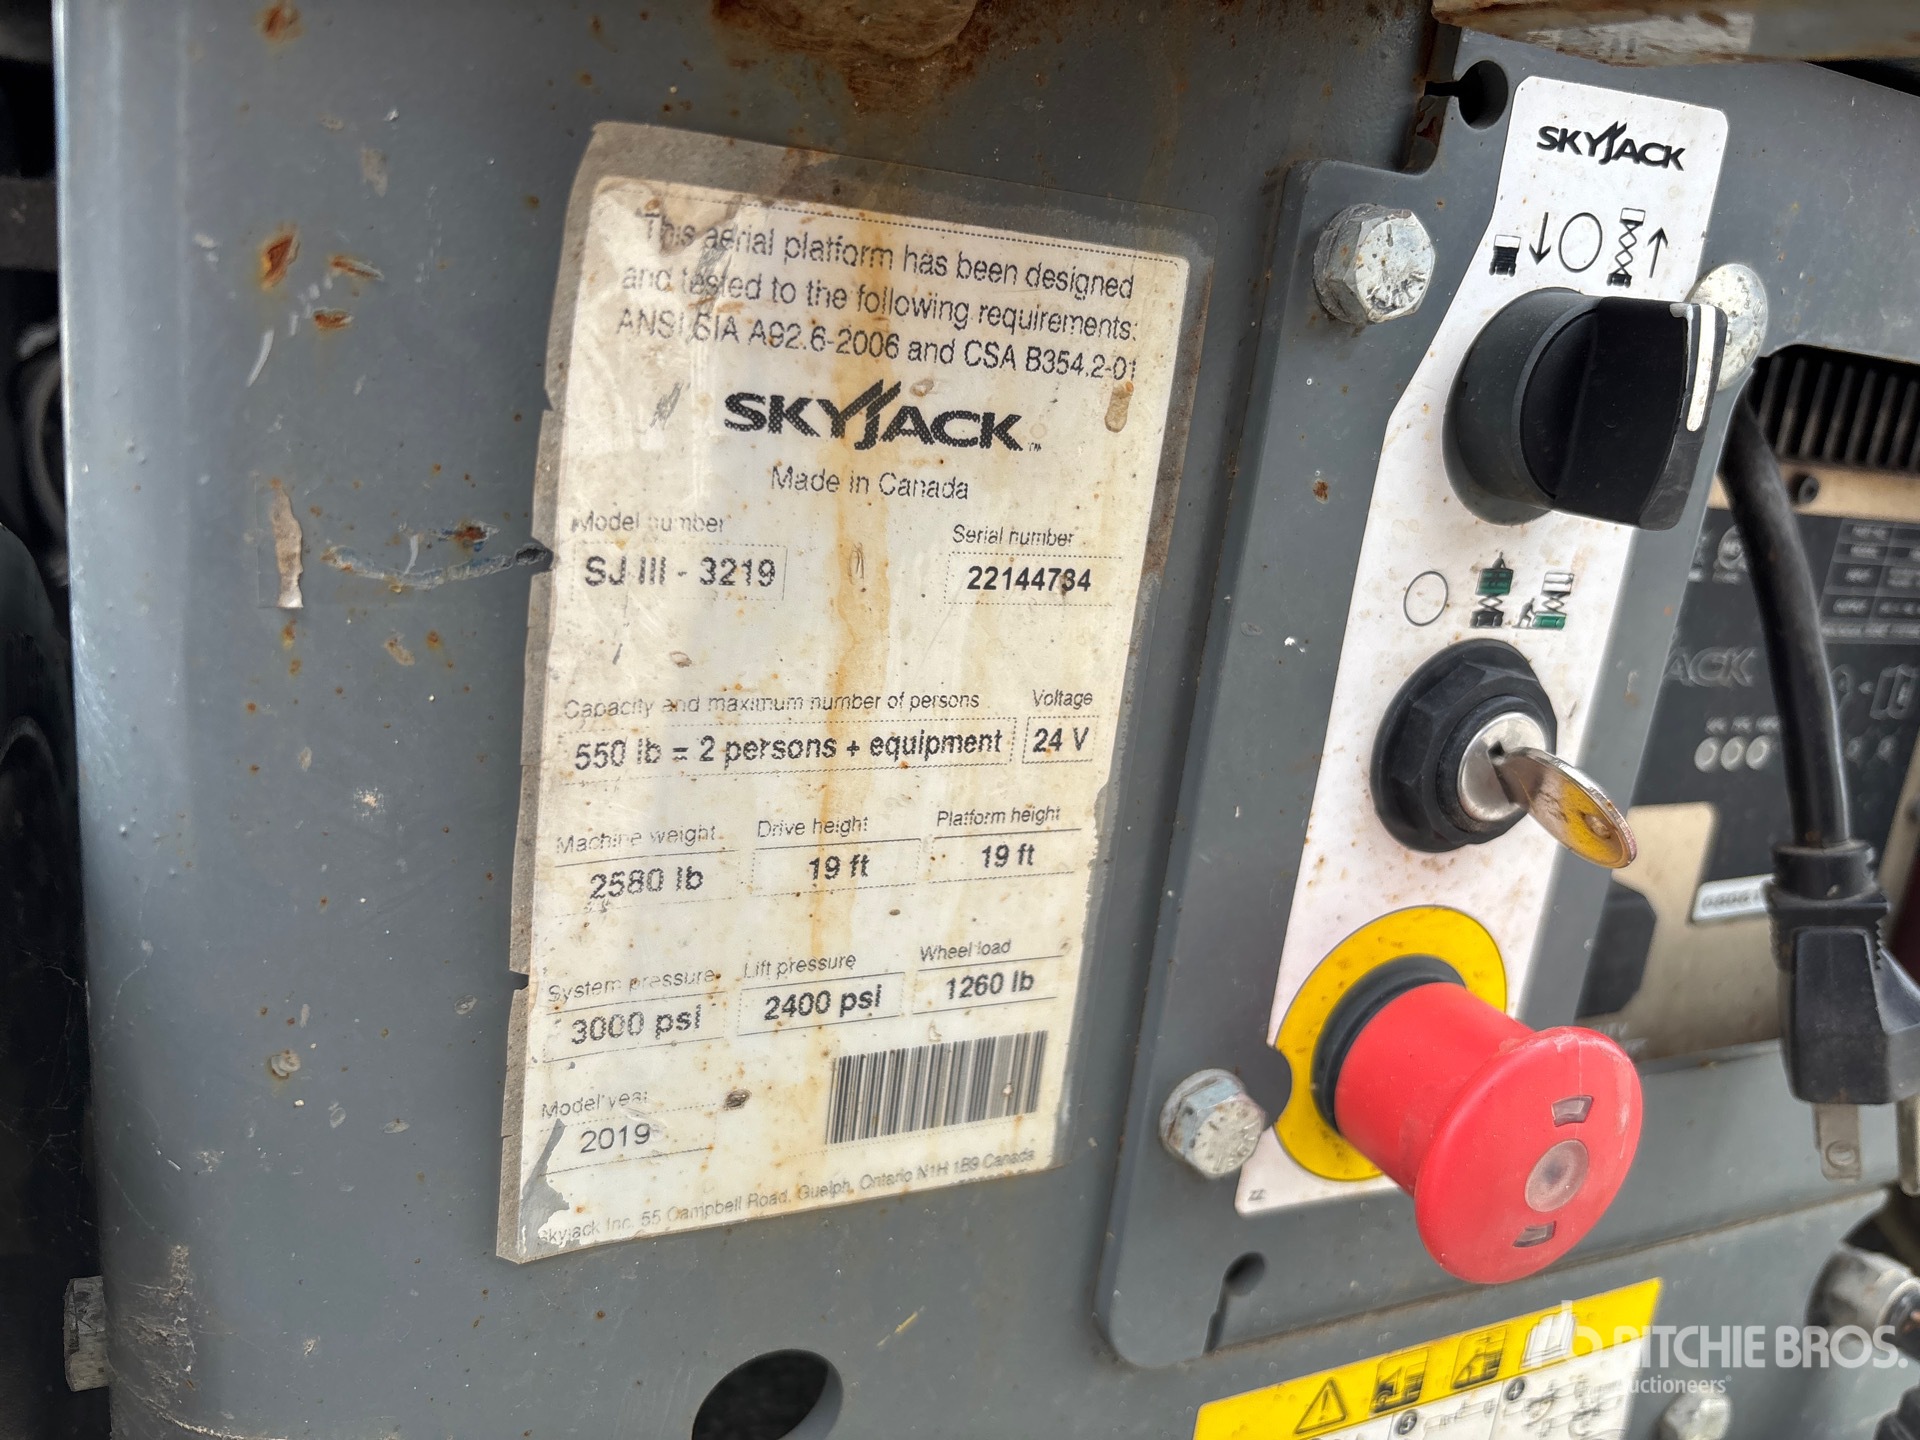 This aerial platform has been designed
and tested to the following requirements:
ANSI/SIA A92.6-2006 and CSA B354.2-01
SKYJACK™
Made in Canada
Model number
SJ III - 3219
Serial number
22144734
Capacity and maximum number of persons
550 lb = 2 persons + equipment
Voltage
24 V
Machine weight
2580 lb
Drive height
19 ft
Platform height
19 ft
System pressure
3000 psi
Lift pressure
2400 psi
Wheel load
1260 lb
Model year
2019
Skyjack Inc. 55 Campbell Road, Guelph, Ontario N1H 1B9 Canada
SKYJACK
JACK
RITCHIE BROS.
Auctioneers